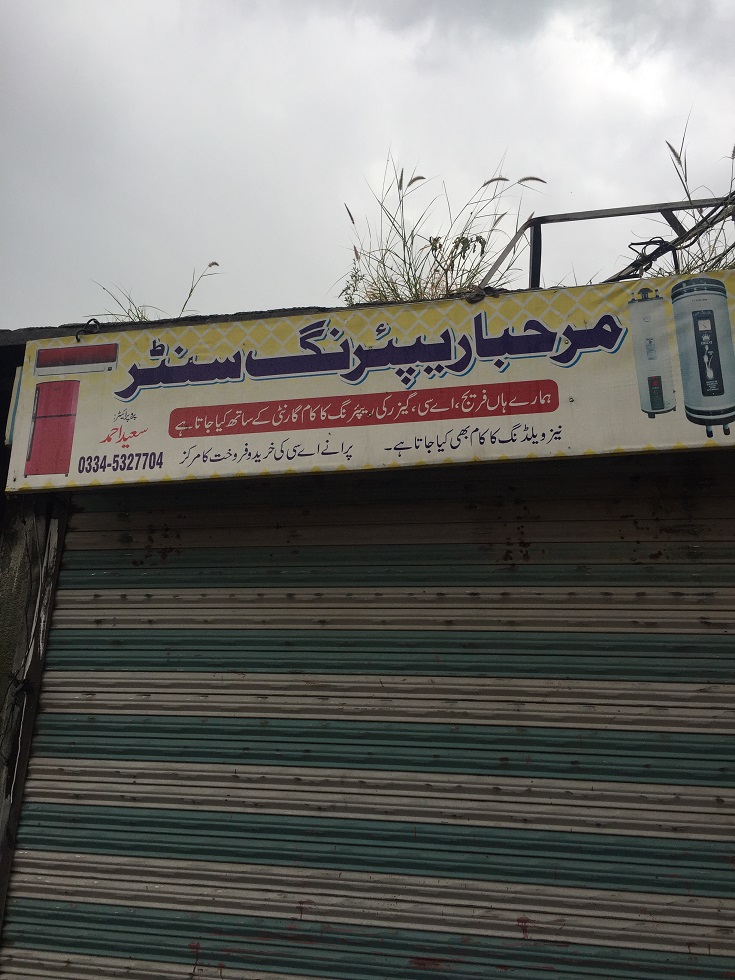 مرحبا ریپئرنگ سنٹر
ہمارے ہاں فریج، اے سی، گیزر کی ریپئرنگ کا کام گارنٹی کے ساتھ کیا جاتا ہے
نیز ویلڈنگ کا کام بھی کیا جاتا ہے۔ پرانے اے سی کی خرید و فروخت کا مرکز
پروپرائیٹر:
سعید احمد
0334-5327704